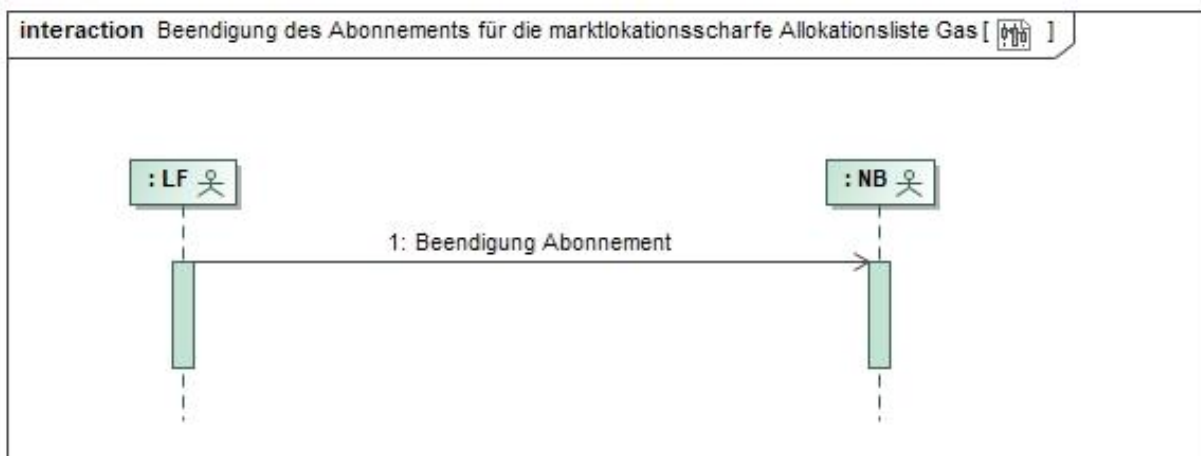 interaction Beendigung des Abonnements für die marktlokationsscharfe Allokationsliste Gas [ ]
: LF
: NB
1: Beendigung Abonnement